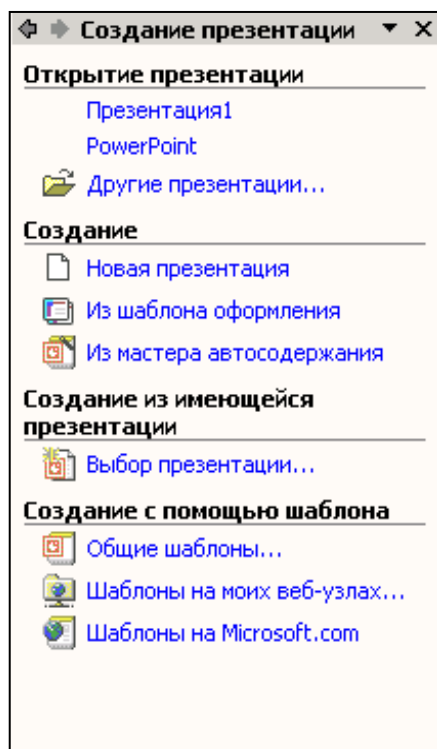 Создание презентации
Открытие презентации
Презентация1
PowerPoint
Другие презентации...
Создание
Новая презентация
Из шаблона оформления
Из мастера автосодержания
Создание из имеющейся
презентации
Выбор презентации...
Создание с помощью шаблона
Общие шаблоны...
Шаблоны на моих веб-узлах...
Шаблоны на Microsoft.com